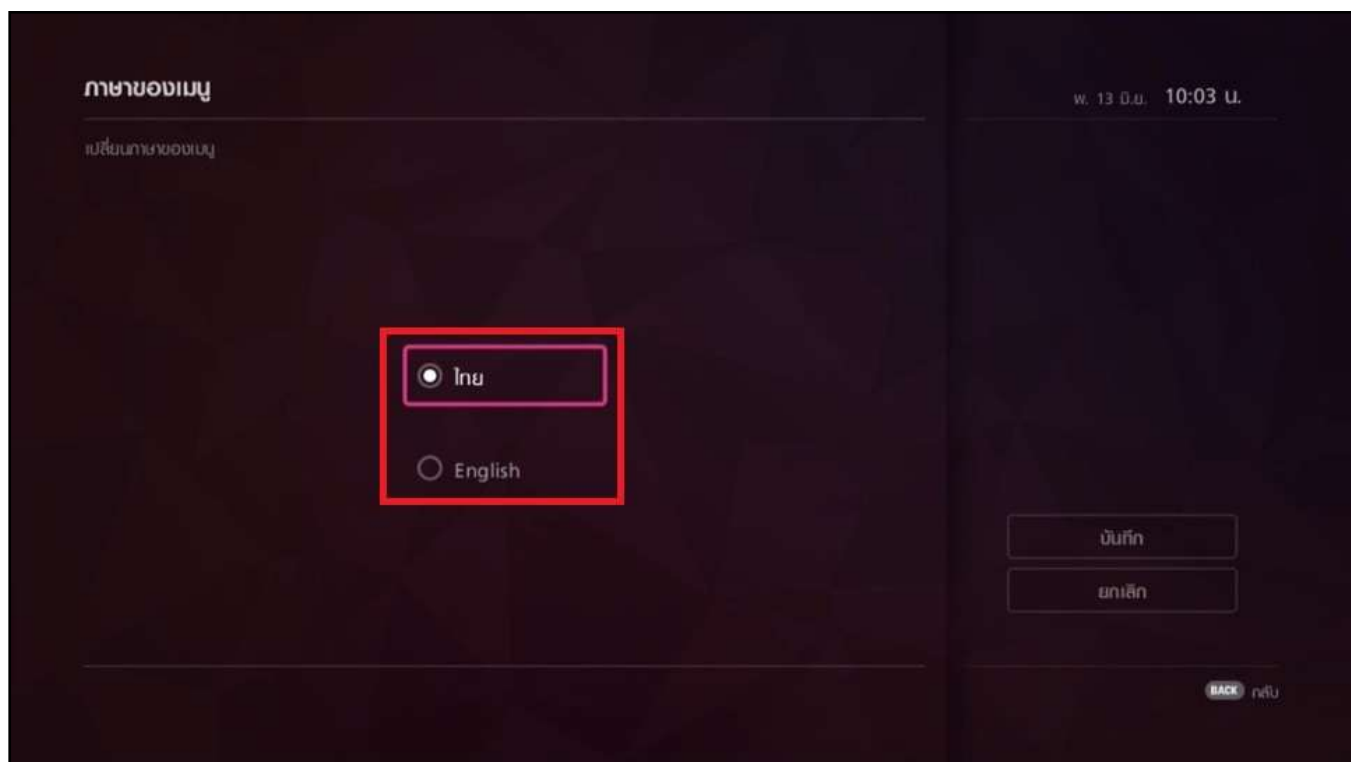 ภาษาของเมนู
พ. 13 มิ.ย. 10:03 น.
เปลี่ยนภาษาของเมนู
ไทย
English
บันทึก
ยกเลิก
BACK กลับ